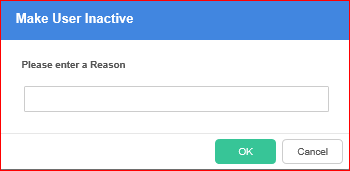 Make User Inactive
Please enter a Reason
OK Cancel